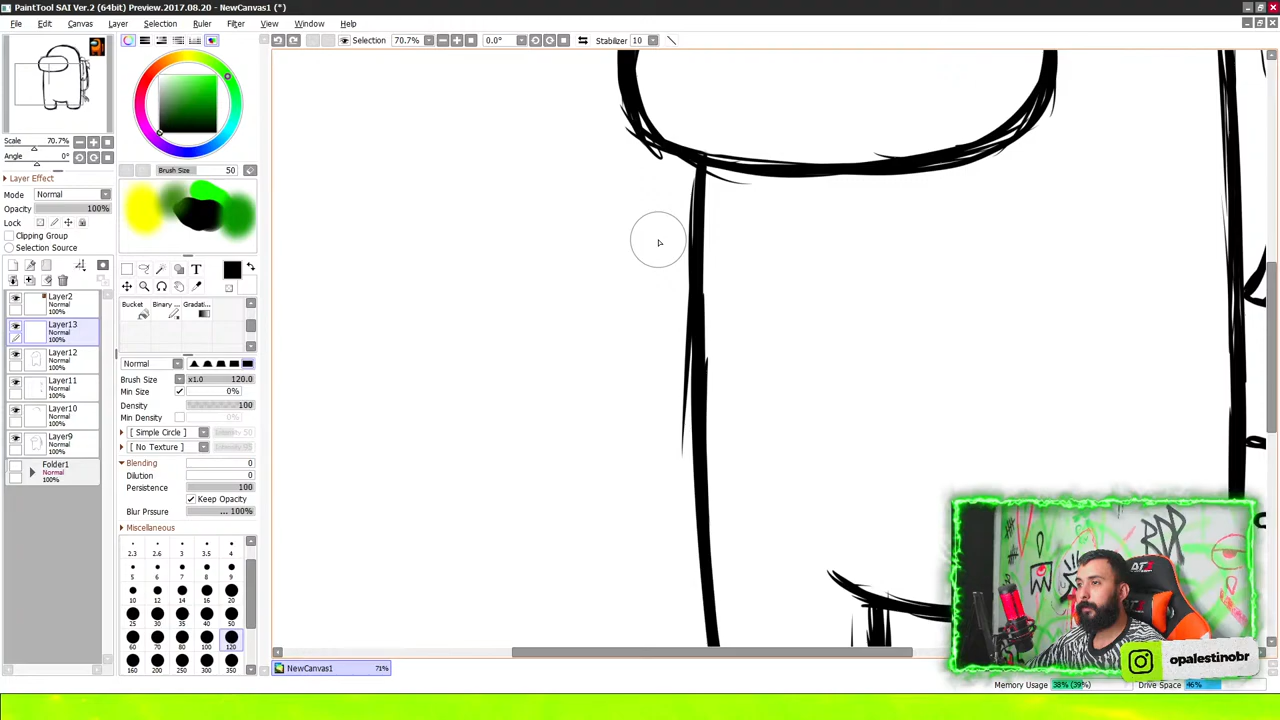 PaintTool SAI Ver.2 (64bit) Preview.2017.08.20 - NewCanvas1 (*)
File Edit Canvas Layer Selection Ruler Filter View Window Help
Selection 70.7% 0.0° Stabilizer 10
Scale 70.7%
Angle 0°
Layer Effect
Mode Normal
Opacity 100%
Lock
Clipping Group
Selection Source
Layer2
Normal
100%
Layer13
Normal
100%
Layer12
Normal
100%
Layer11
Normal
100%
Layer10
Normal
100%
Layer9
Normal
100%
Folder1
Normal
100%
Brush Size 50
T
Bucket Binary ... Gradati...
Normal
Brush Size x1.0 120.0
Min Size 0%
Density 100
Min Density 0%
[ Simple Circle ] Intensity 50
[ No Texture ] Intensity 95
Blending 0
Dilution 0
Persistence 100
Keep Opacity
Blur Prsure ... 100%
Miscellaneous
2.3 2.6 3 3.5 4
5 6 7 8 9
10 12 14 16 20
25 30 35 40 50
60 70 80 100 120
160 200 250 300 350
NewCanvas1 71%
Memory Usage 38% (39%) Drive Space 46%
opalestinobr